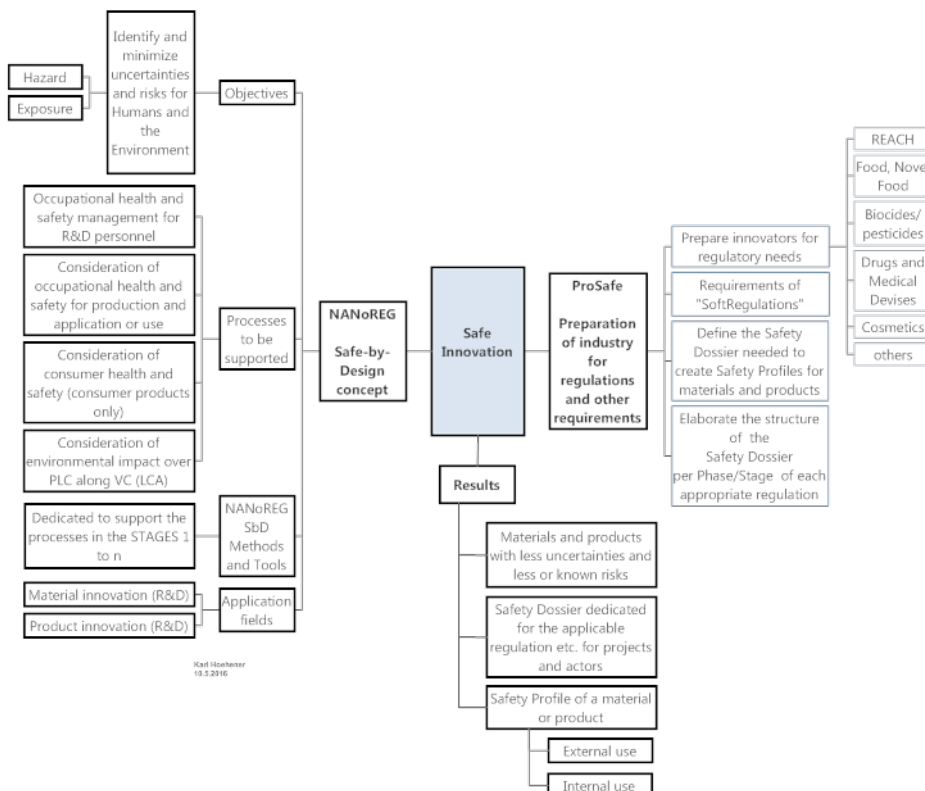 Hazard
Exposure
Identify and
minimize
uncertainties
and risks for
Humans and
the
Environment
Objectives
Occupational health and
safety management for
R&D personnel
Consideration of
occupational health and
safety for production and
application or use
Consideration of
consumer health and
safety (consumer products
only)
Consideration of
environmental impact over
PLC along VC (LCA)
Processes
to be
supported
Dedicated to support the
processes in the STAGES 1
to n
NANoREG
SbD
Methods
and Tools
Material innovation (R&D)
Product innovation (R&D)
Application
fields
Karl Hoehener
10.5.2016
NANoREG
Safe-by-
Design
concept
Safe
Innovation
ProSafe
Preparation
of industry
for
regulations
and other
requirements
Prepare innovators for
regulatory needs
Requirements of
"SoftRegulations"
Define the Safety
Dossier needed to
create Safety Profiles for
materials and products
Elaborate the structure
of the
Safety Dossier
per Phase/Stage of each
appropriate regulation
REACH
Food, Nove
Food
Biocides/
pesticides
Drugs and
Medical
Devises
Cosmetics
others
Results
Materials and products
with less uncertainties and
less or known risks
Safety Dossier dedicated
for the applicable
regulation etc. for projects
and actors
Safety Profile of a material
or product
External use
Internal use